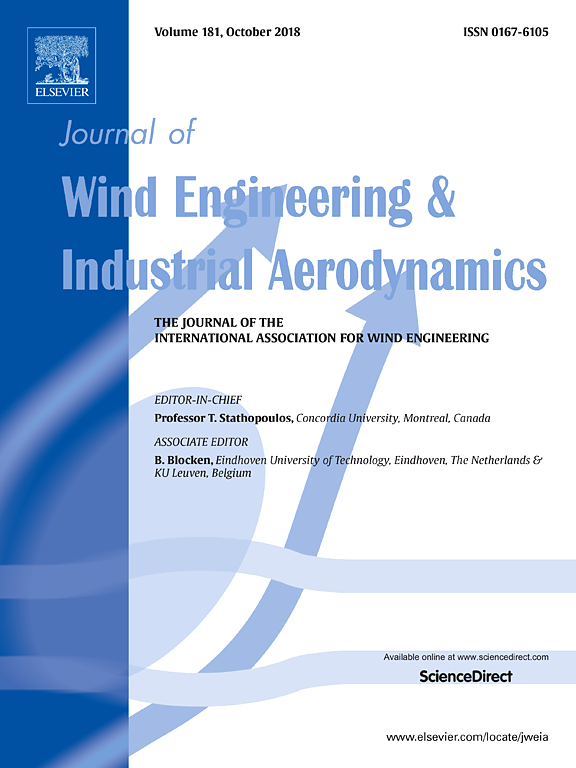 Volume 181, October 2018
ISSN 0167-6105
ELSEVIER
Journal of
Wind Engineering &
Industrial Aerodynamics
THE JOURNAL OF THE
INTERNATIONAL ASSOCIATION FOR WIND ENGINEERING
EDITOR-IN-CHIEF
Professor T. Stathopoulos, Concordia University, Montreal, Canada
ASSOCIATE EDITOR
B. Blocken, Eindhoven University of Technology, Eindhoven, The Netherlands &
KU Leuven, Belgium
Available online at www.sciencedirect.com
ScienceDirect
www.elsevier.com/locate/jweia